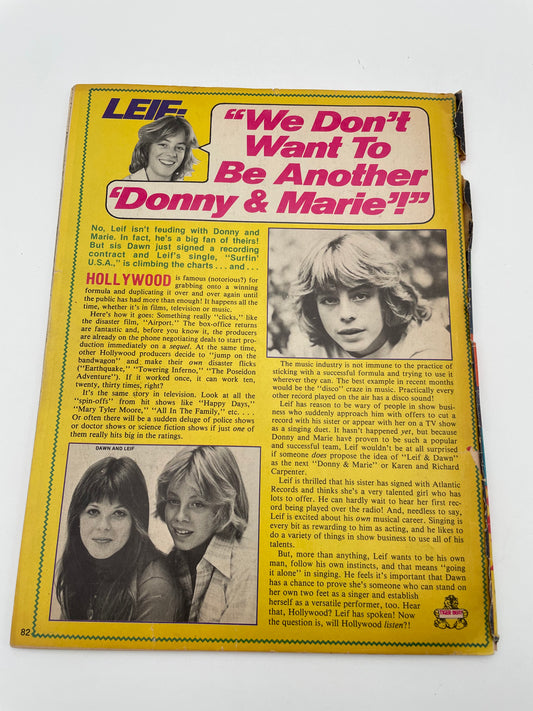 LEIF:
"We Don't
Want To
Be Another
'Donny & Marie'!"
No, Leif isn't feuding with Donny and
Marie. In fact, he's a big fan of theirs!
But sis Dawn just signed a recording
contract and Leif's single, "Surfin'
U.S.A.," is climbing the charts . . . and . . .
HOLLYWOOD is famous (notorious?) for
grabbing onto a winning
formula and duplicating it over and over again until
the public has had more than enough! It happens all the
time, whether it's in films, television or music.
Here's how it goes: Something really "clicks," like
the disaster film, "Airport." The box-office returns
are fantastic and, before you know it, the producers
are already on the phone negotiating deals to start pro-
duction immediately on a sequel. At the same time,
other Hollywood producers decide to "jump on the
bandwagon" and make their own disaster flicks
("Earthquake," "Towering Inferno," "The Poseidon
Adventure"). If it worked once, it can work ten,
twenty, thirty times, right?
It's the same story in television. Look at all the
"spin-offs" from hit shows like "Happy Days,"
"Mary Tyler Moore," "All In The Family," etc. . . .
Or often there will be a sudden deluge of police shows
or doctor shows or science fiction shows if just one of
them really hits big in the ratings.
DAWN AND LEIF
The music industry is not immune to the practice of
sticking with a successful formula and trying to use it
wherever they can. The best example in recent months
would be the "disco" craze in music. Practically every
other record played on the air has a disco sound!
Leif has reason to be wary of people in show busi-
ness who suddenly approach him with offers to cut a
record with his sister or appear with her on a TV show
as a singing duet. It hasn't happened yet, but because
Donny and Marie have proven to be such a popular
and successful team, Leif wouldn't be at all surprised
if someone does propose the idea of "Leif & Dawn"
as the next "Donny & Marie" or Karen and Richard
Carpenter.
Leif is thrilled that his sister has signed with Atlantic
Records and thinks she's a very talented girl who has
lots to offer. He can hardly wait to hear her first rec-
ord being played over the radio! And, needless to say,
Leif is excited about his own musical career. Singing is
every bit as rewarding to him as acting, and he likes to
do a variety of things in show business to use all of his
talents.
But, more than anything, Leif wants to be his own
man, follow his own instincts, and that means "going
it alone" in singing. He feels it's important that Dawn
has a chance to prove she's someone who can stand on
her own two feet as a singer and establish
herself as a versatile performer, too. Hear
that, Hollywood? Leif has spoken! Now
the question is, will Hollywood listen?!
TIGER BEAT
82